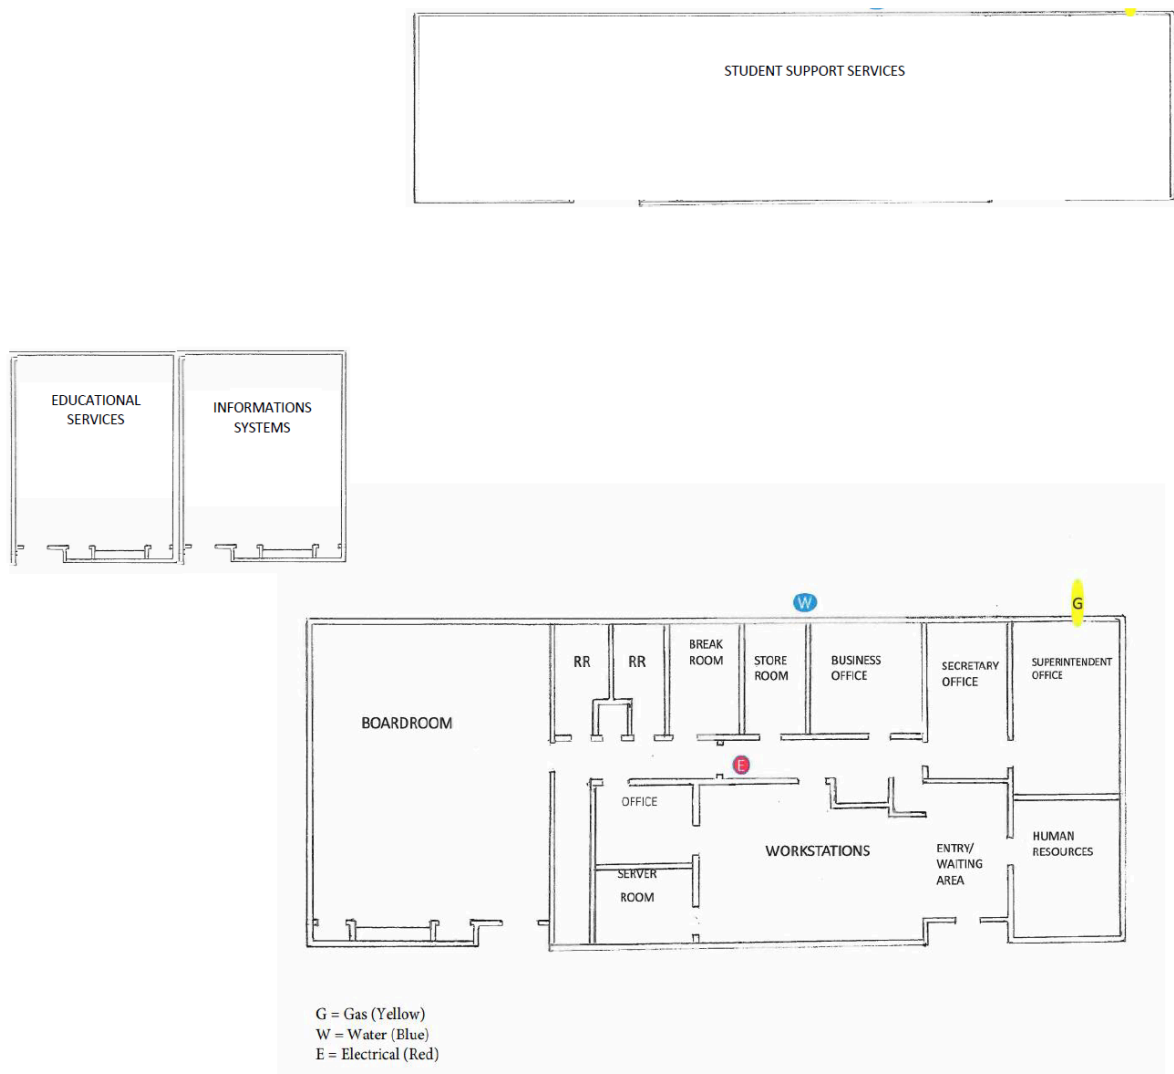 STUDENT SUPPORT SERVICES
EDUCATIONAL
SERVICES
INFORMATIONS
SYSTEMS
W
G
RR
RR
BREAK
ROOM
STORE
ROOM
BUSINESS
OFFICE
SECRETARY
OFFICE
SUPERINTENDENT
OFFICE
BOARDROOM
E
OFFICE
WORKSTATIONS
ENTRY/
WAITING
AREA
HUMAN
RESOURCES
SERVER
ROOM
G = Gas (Yellow)
W = Water (Blue)
E = Electrical (Red)